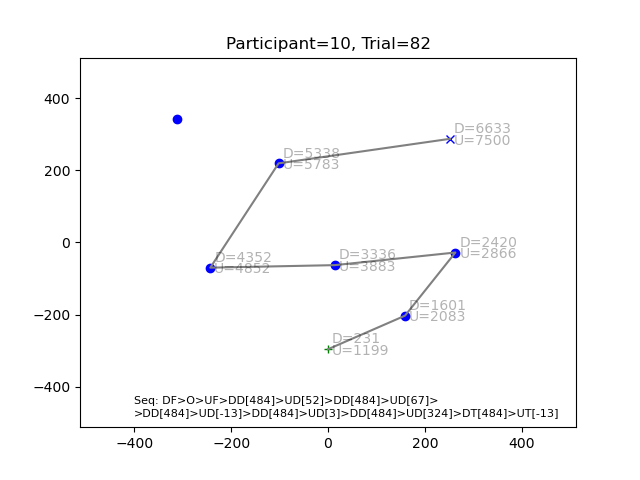 Participant=10, Trial=82
400
200
0
−200
−400
D=6633
U=7500
D=5338
U=5783
D=4352
U=4852
D=3336
U=3883
D=2420
U=2866
D=1601
U=2083
D=231
U=1199
Seq: DF>O>UF>DD[484]>UD[52]>DD[484]>UD[67]>
>DD[484]>UD[-13]>DD[484]>UD[3]>DD[484]>UD[324]>DT[484]>UT[-13]
−400 −200 0 200 400